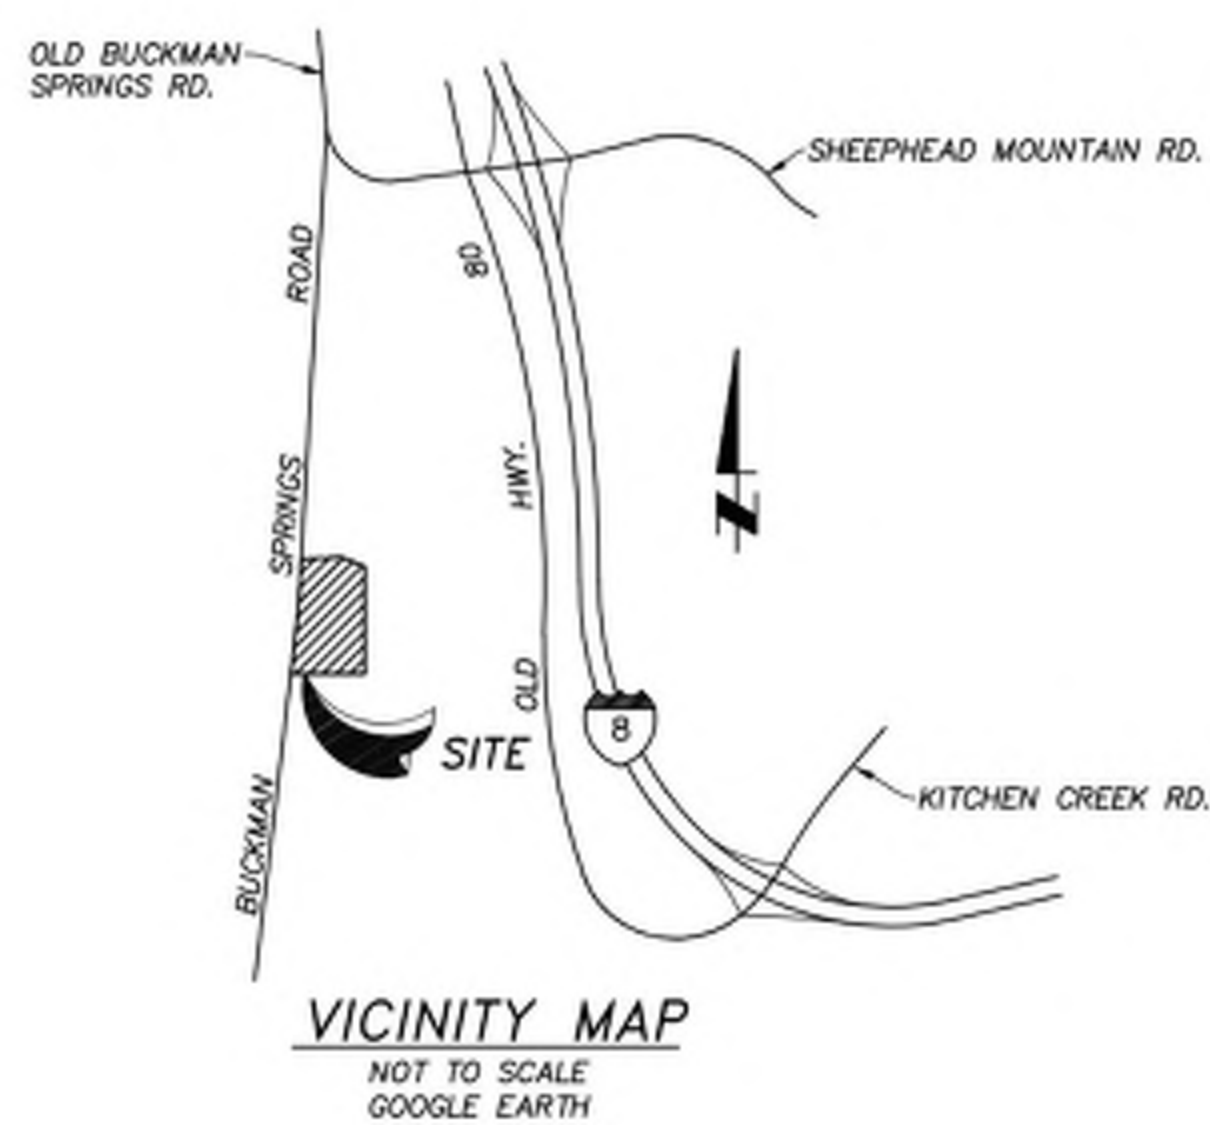 OLD BUCKMAN
SPRINGS RD.
SHEEPHEAD MOUNTAIN RD.
BUCKMAN SPRINGS ROAD
OLD HWY. 80
N
8
SITE
KITCHEN CREEK RD.
VICINITY MAP
NOT TO SCALE
GOOGLE EARTH